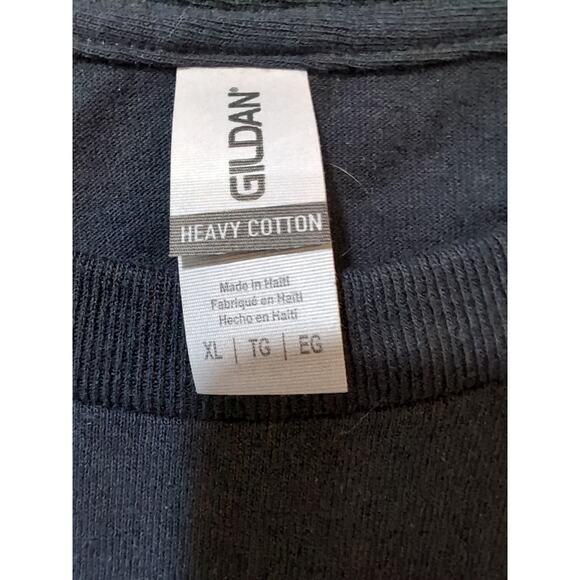 GILDAN®
HEAVY COTTON
Made in Haiti
Fabriqué en Haïti
Hecho en Haití
XL | TG | EG